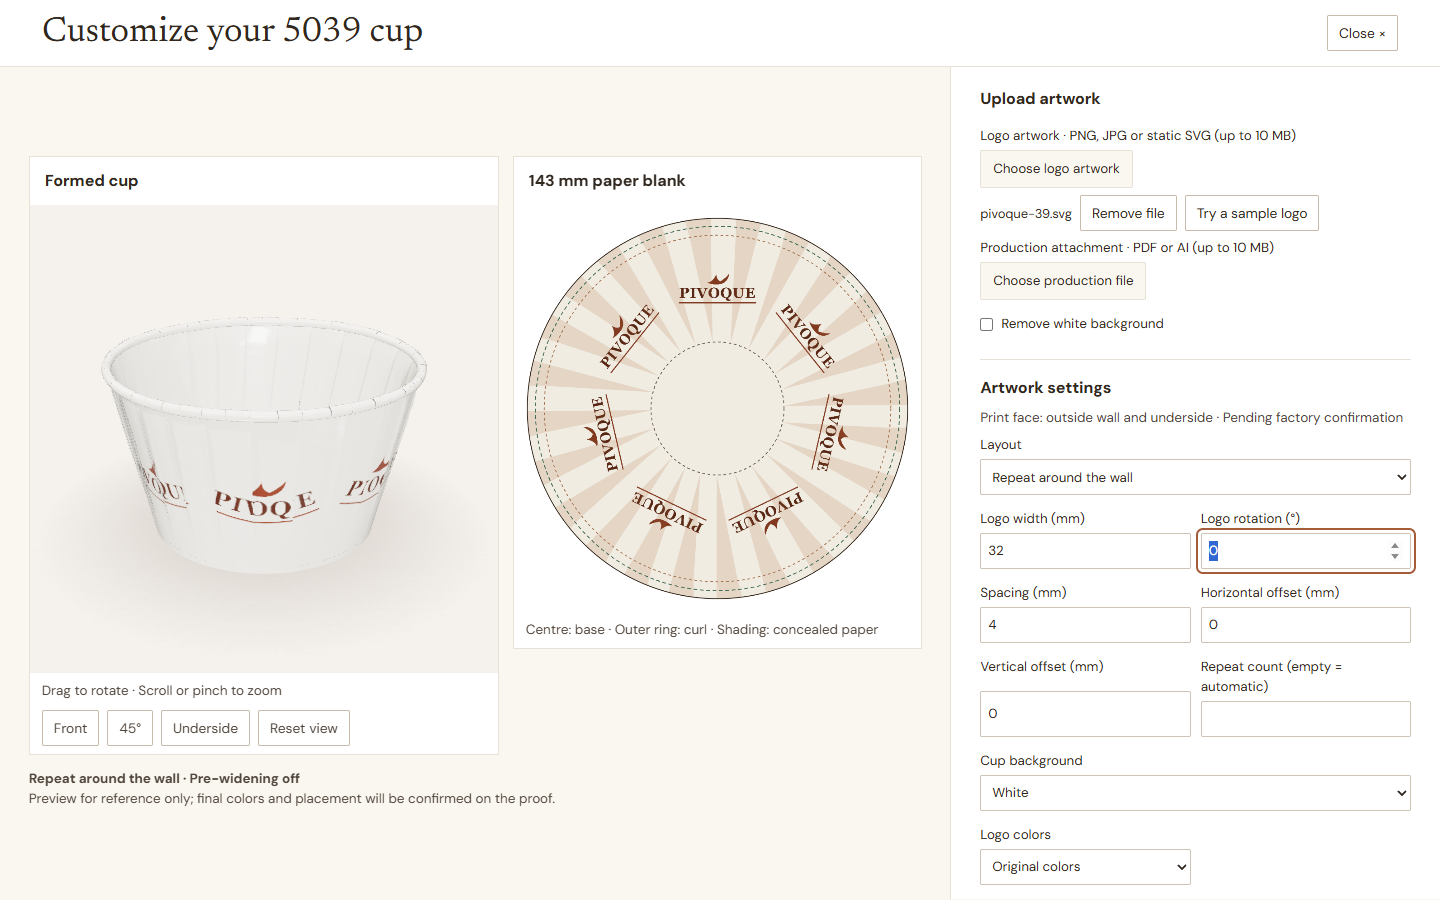 Customize your 5039 cup
Close ×
Formed cup
PIVOQUE
PIVOQUE
PIVOQUE
PIVOQUE
PIVOQUE
PIVOQUE
PIVOQUE
PIDQ E
Drag to rotate · Scroll or pinch to zoom
Front
45°
Underside
Reset view
143 mm paper blank
Centre: base · Outer ring: curl · Shading: concealed paper
Repeat around the wall · Pre-widening off
Preview for reference only; final colors and placement will be confirmed on the proof.
Upload artwork
Logo artwork · PNG, JPG or static SVG (up to 10 MB)
Choose logo artwork
pivoque-39.svg
Remove file
Try a sample logo
Production attachment · PDF or AI (up to 10 MB)
Choose production file
Remove white background
Artwork settings
Print face: outside wall and underside · Pending factory confirmation
Layout
Repeat around the wall
Logo width (mm)
Logo rotation (°)
32
0
Spacing (mm)
Horizontal offset (mm)
4
0
Vertical offset (mm)
Repeat count (empty =
automatic)
0
Cup background
White
Logo colors
Original colors